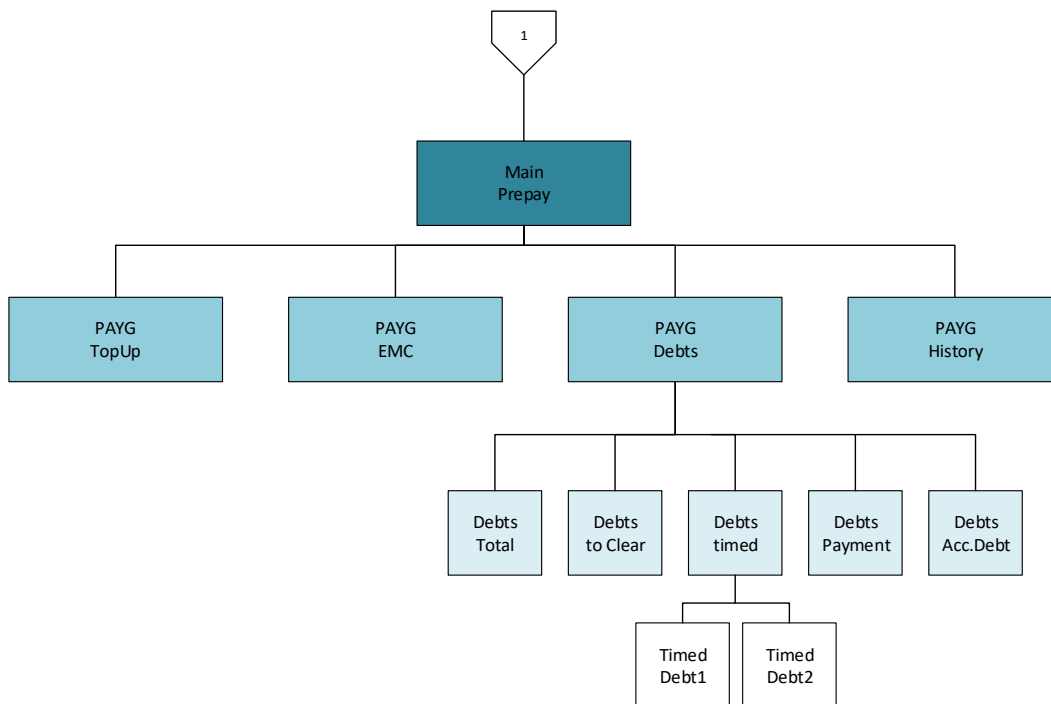 1
Main
Prepay
PAYG
TopUp
PAYG
EMC
PAYG
Debts
PAYG
History
Debts
Total
Debts
to Clear
Debts
timed
Debts
Payment
Debts
Acc.Debt
Timed
Debt1
Timed
Debt2